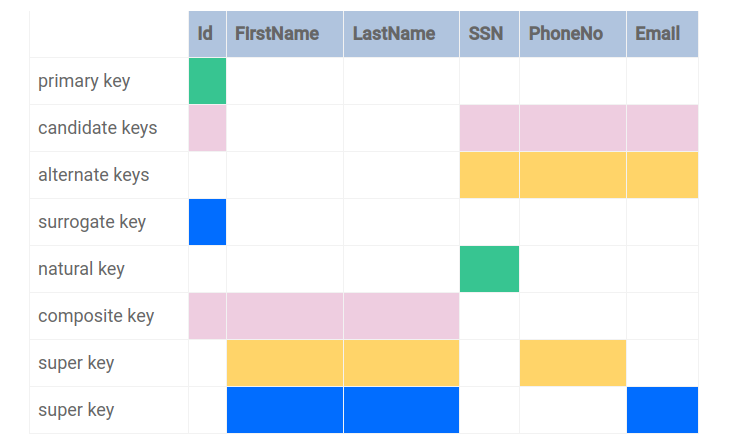 Id FirstName LastName SSN PhoneNo Email
primary key
candidate keys
alternate keys
surrogate key
natural key
composite key
super key
super key